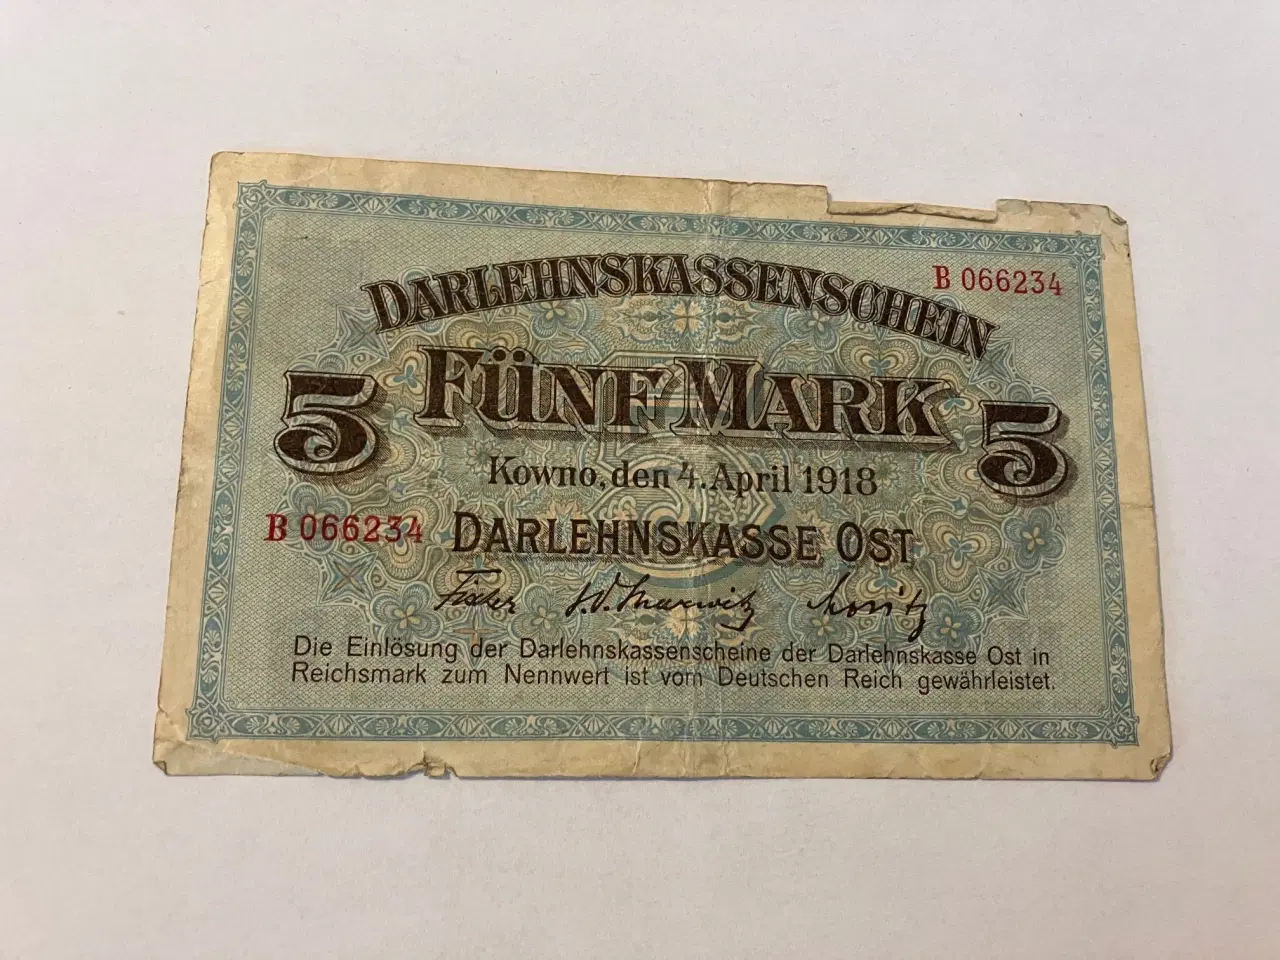 DARLEHNSKASSENSCHEIN
B 066234
FÜNF MARK
5 5
Kowno, den 4. April 1918
B 066234
DARLEHNSKASSE OST
Die Einlösung der Darlehnskassenscheine der Darlehnskasse Ost in
Reichsmark zum Nennwert ist vom Deutschen Reich gewährleistet.